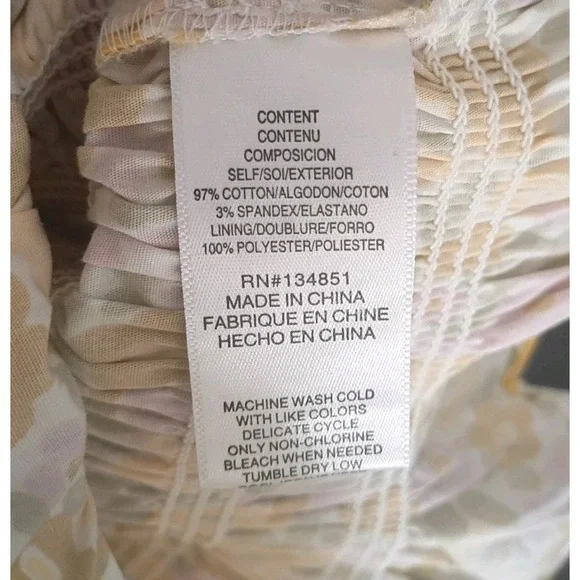 CONTENT
CONTENU
COMPOSICION
SELF/SOI/EXTERIOR
97% COTTON/ALGODON/COTON
3% SPANDEX/ELASTANO
LINING/DOUBLURE/FORRO
100% POLYESTER/POLIESTER
RN#134851
MADE IN CHINA
FABRIQUE EN CHINE
HECHO EN CHINA
MACHINE WASH COLD
WITH LIKE COLORS
DELICATE CYCLE
ONLY NON-CHLORINE
BLEACH WHEN NEEDED
TUMBLE DRY LOW